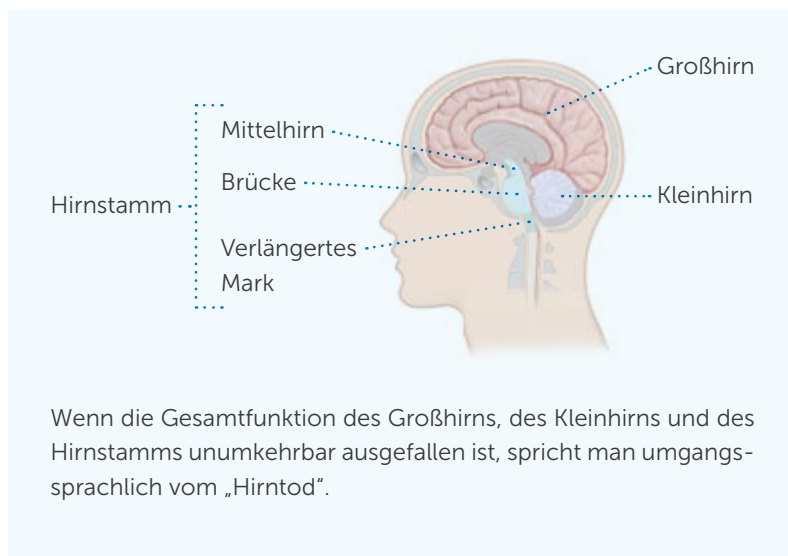 Großhirn
Mittelhirn
Brücke
Kleinhirn
Hirnstamm
Verlängertes
Mark
Wenn die Gesamtfunktion des Großhirns, des Kleinhirns und des
Hirnstamms unumkehrbar ausgefallen ist, spricht man umgangs-
sprachlich vom „Hirntod“.